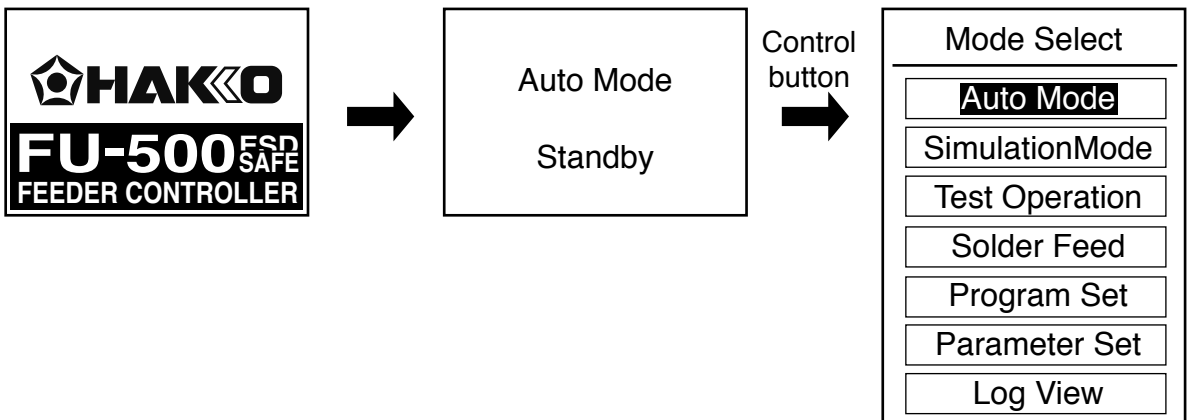 HAKKO
FU-500 ESD SAFE
FEEDER CONTROLLER
Auto Mode
Standby
Control
button
Mode Select
Auto Mode
SimulationMode
Test Operation
Solder Feed
Program Set
Parameter Set
Log View